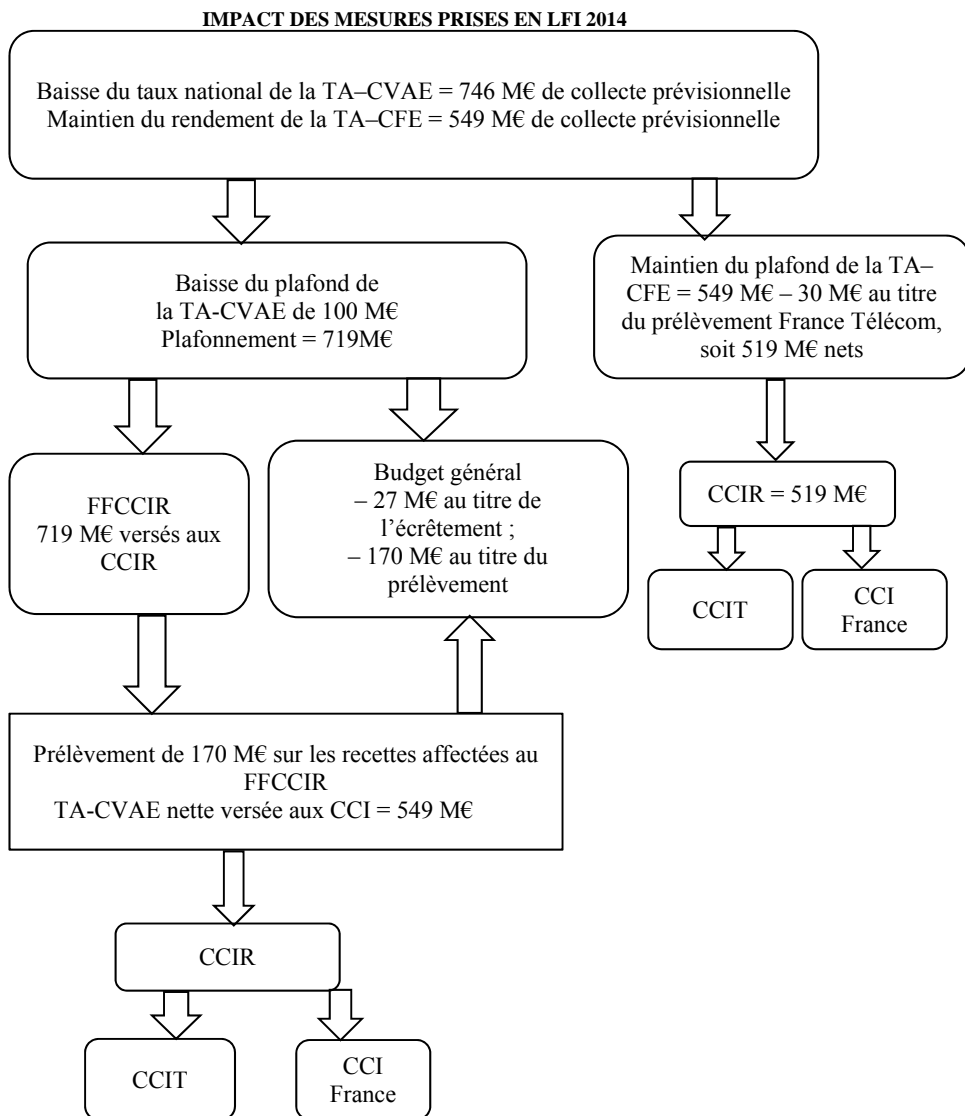 IMPACT DES MESURES PRISES EN LFI 2014
Baisse du taux national de la TA–CVAE = 746 M€ de collecte prévisionnelle
Maintien du rendement de la TA–CFE = 549 M€ de collecte prévisionnelle
Baisse du plafond de
la TA-CVAE de 100 M€
Plafonnement = 719M€
Maintien du plafond de la TA–
CFE = 549 M€ – 30 M€ au titre
du prélèvement France Télécom,
soit 519 M€ nets
FFCCIR
719 M€ versés aux
CCIR
Budget général
– 27 M€ au titre de
l’écrêtement ;
– 170 M€ au titre du
prélèvement
CCIR = 519 M€
CCIT
CCI
France
Prélèvement de 170 M€ sur les recettes affectées au
FFCCIR
TA-CVAE nette versée aux CCI = 549 M€
CCIR
CCIT
CCI
France